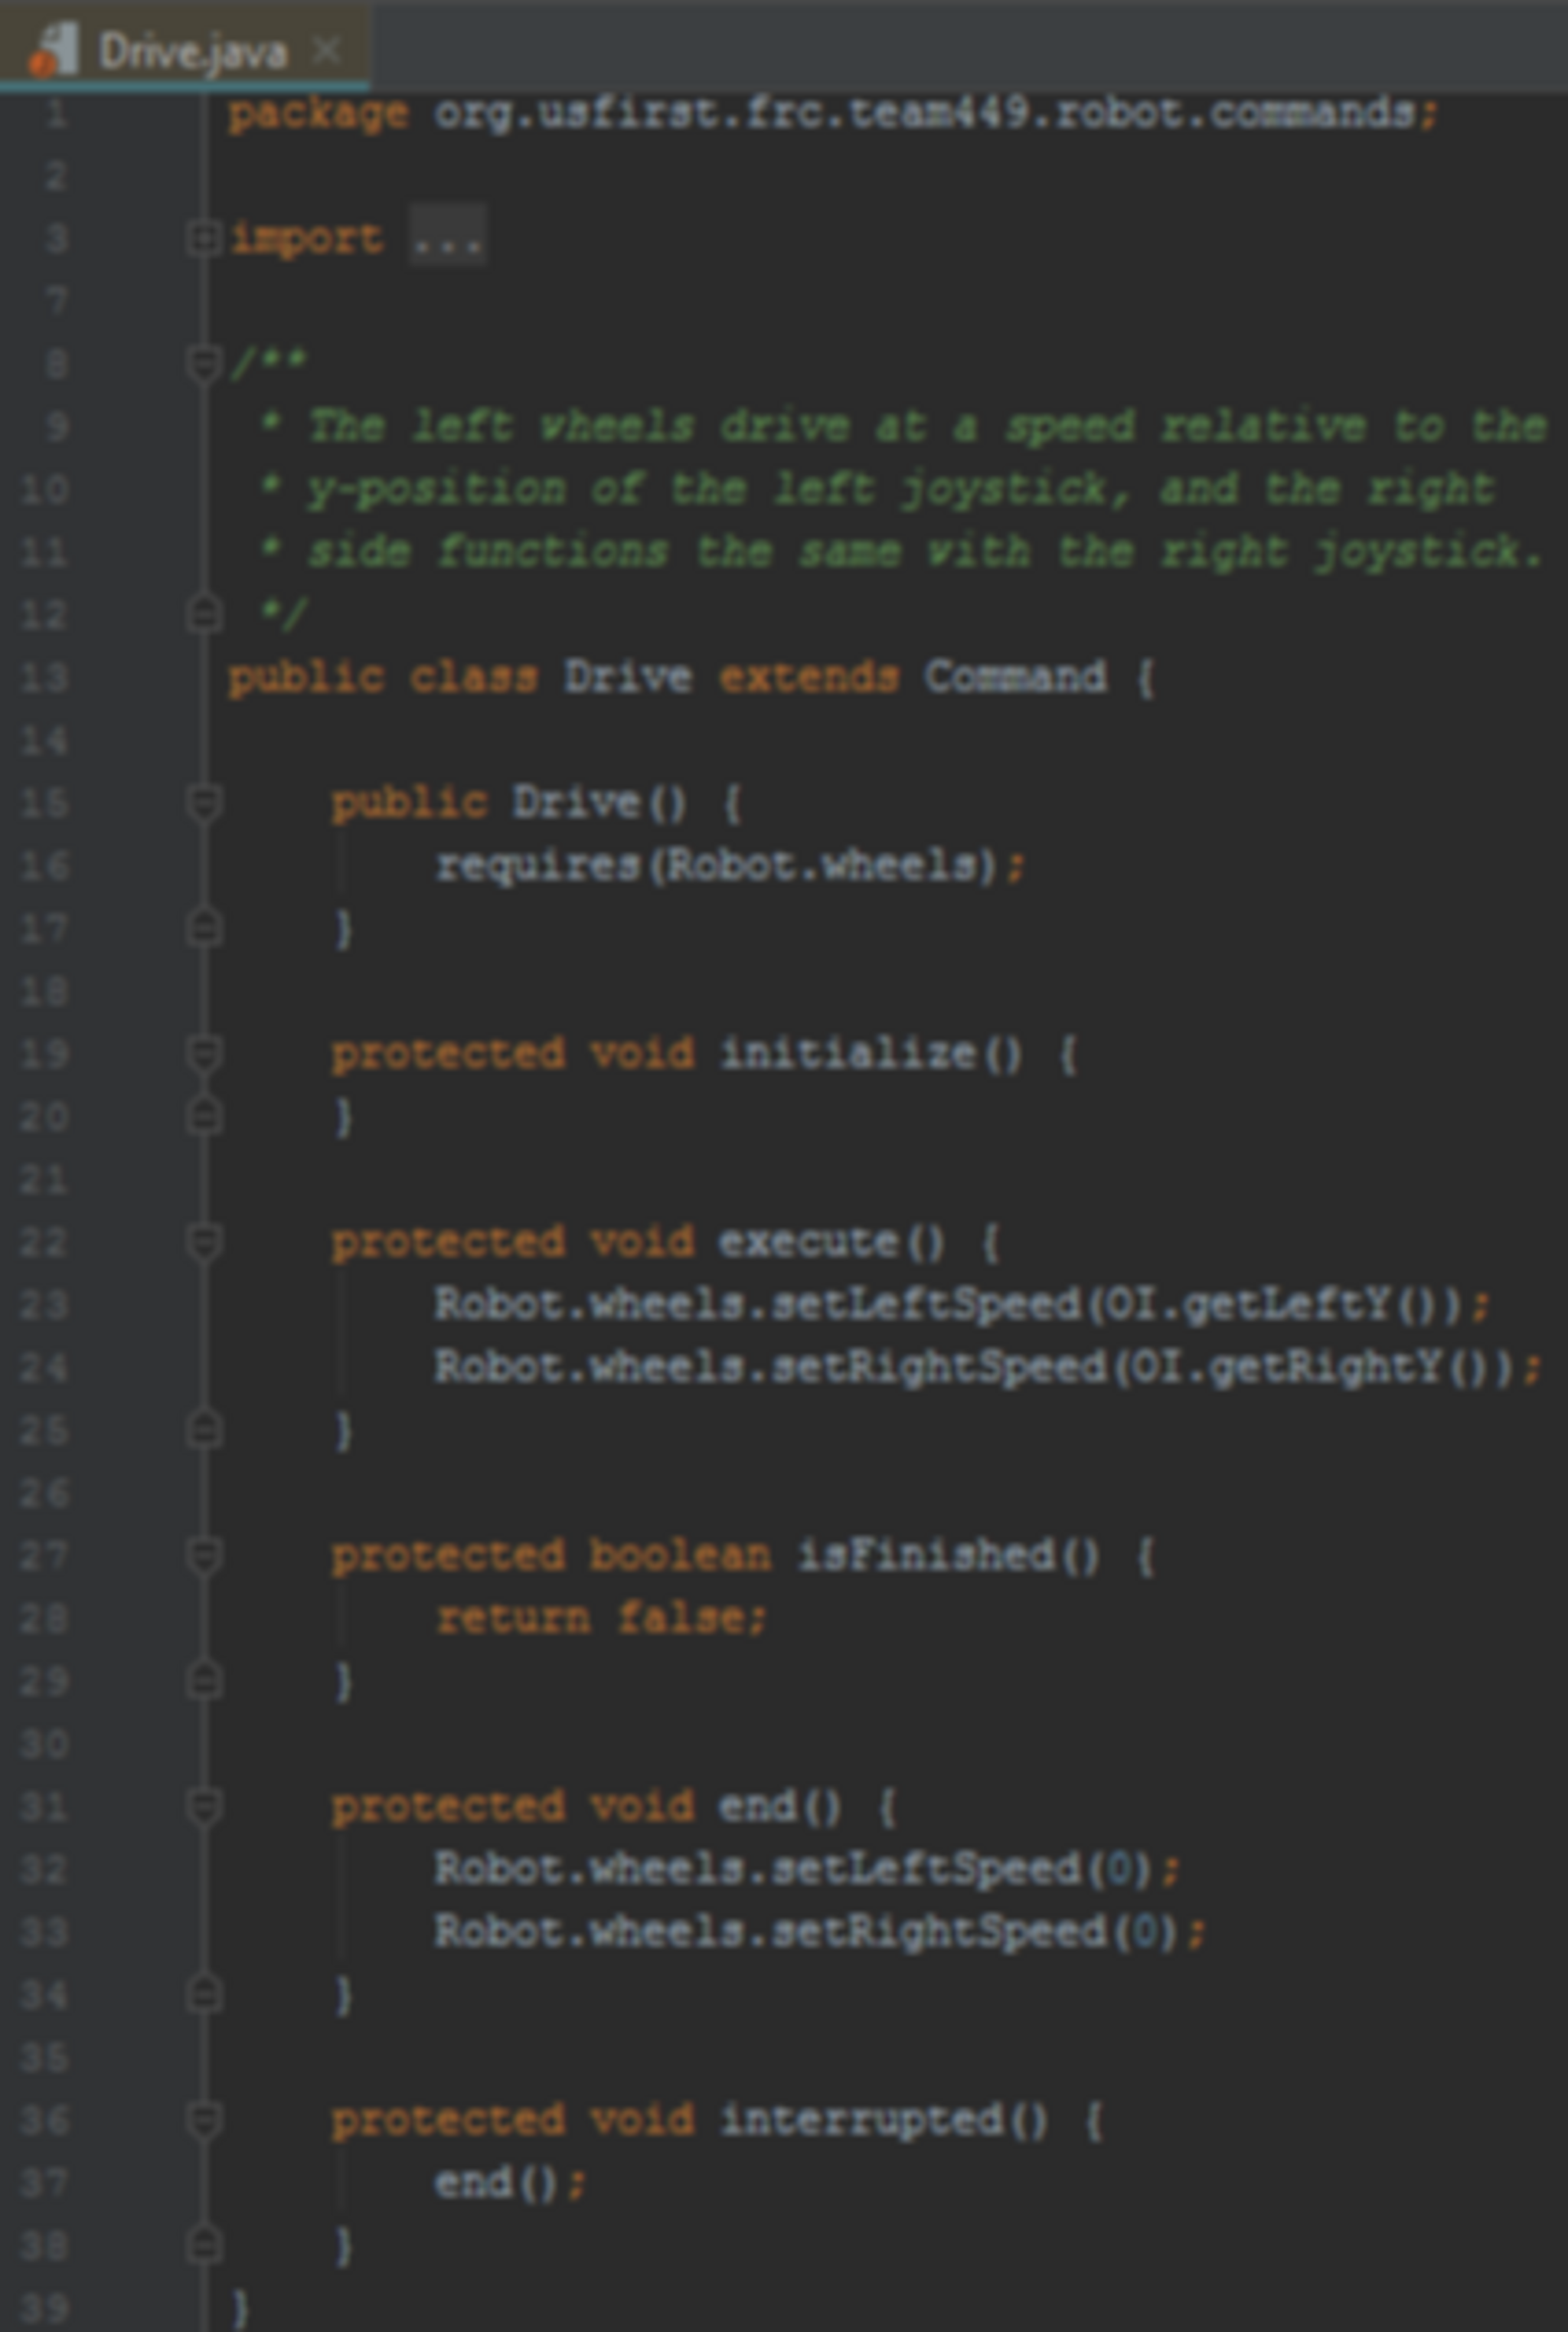 Drive.java
1 package org.usfirst.frc.team449.robot.commands;
2
3 import ...
7
8 /**
9  * The left wheels drive at a speed relative to the
10  * y-position of the left joystick, and the right
11  * side functions the same with the right joystick.
12  */
13 public class Drive extends Command {
14
15     public Drive() {
16         requires(Robot.wheels);
17     }
18
19     protected void initialize() {
20     }
21
22     protected void execute() {
23         Robot.wheels.setLeftSpeed(OI.getLeftY());
24         Robot.wheels.setRightSpeed(OI.getRightY());
25     }
26
27     protected boolean isFinished() {
28         return false;
29     }
30
31     protected void end() {
32         Robot.wheels.setLeftSpeed(0);
33         Robot.wheels.setRightSpeed(0);
34     }
35
36     protected void interrupted() {
37         end();
38     }
39 }